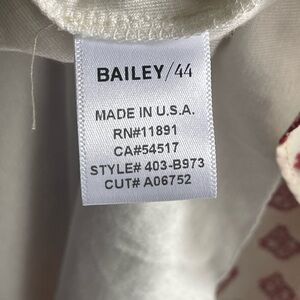 BAILEY/44
MADE IN U.S.A.
RN#11891
CA#54517
STYLE# 403-B973
CUT# A06752